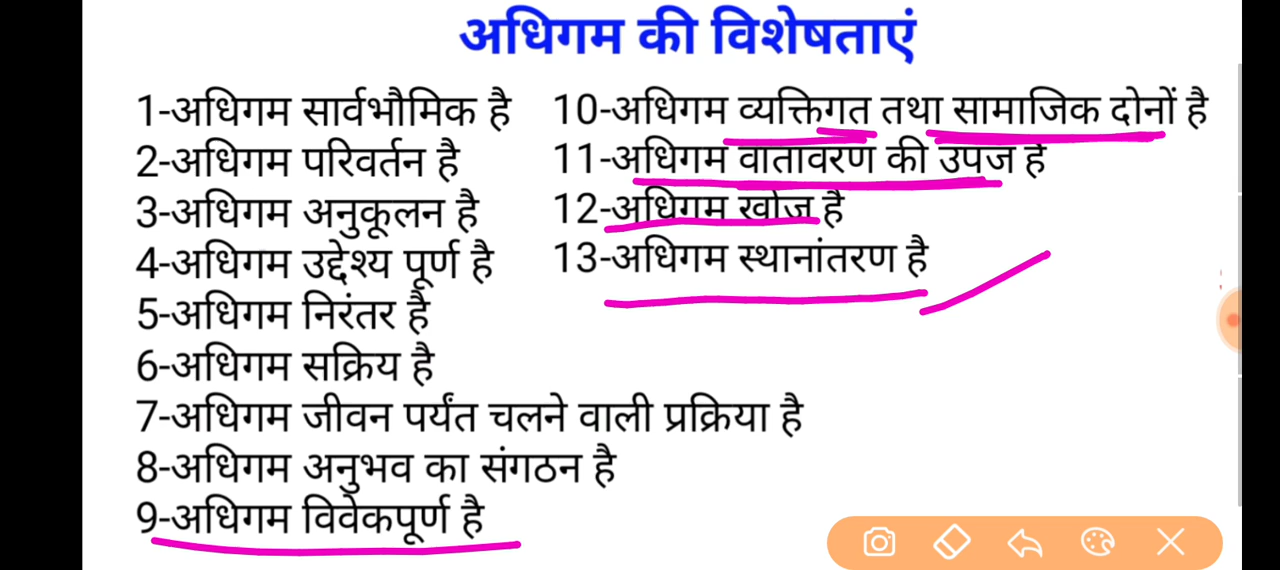 अधिगम की विशेषताएं
1-अधिगम सार्वभौमिक है
2-अधिगम परिवर्तन है
3-अधिगम अनुकूलन है
4-अधिगम उद्देश्य पूर्ण है
5-अधिगम निरंतर है
6-अधिगम सक्रिय है
7-अधिगम जीवन पर्यंत चलने वाली प्रक्रिया है
8-अधिगम अनुभव का संगठन है
9-अधिगम विवेकपूर्ण है
10-अधिगम व्यक्तिगत तथा सामाजिक दोनों है
11-अधिगम वातावरण की उपज है
12-अधिगम खोज है
13-अधिगम स्थानांतरण है